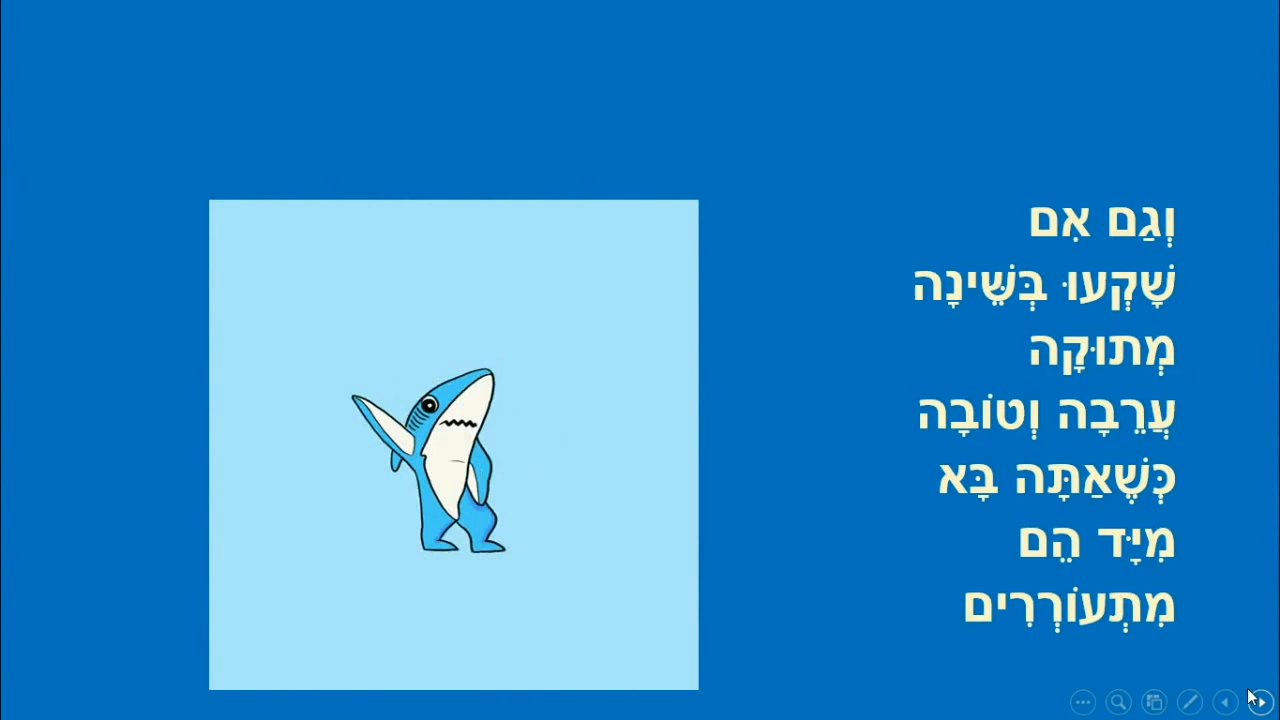 וְגַם אִם
שָׁקְעוּ בְּשֵּׁינָה
מְתוּקָּה
עֲרֵבָה וְטוֹבָה
כְּשֶׁאַתָּה בָּא
מִיָּד הֵם
מִתְעוֹרְרִים